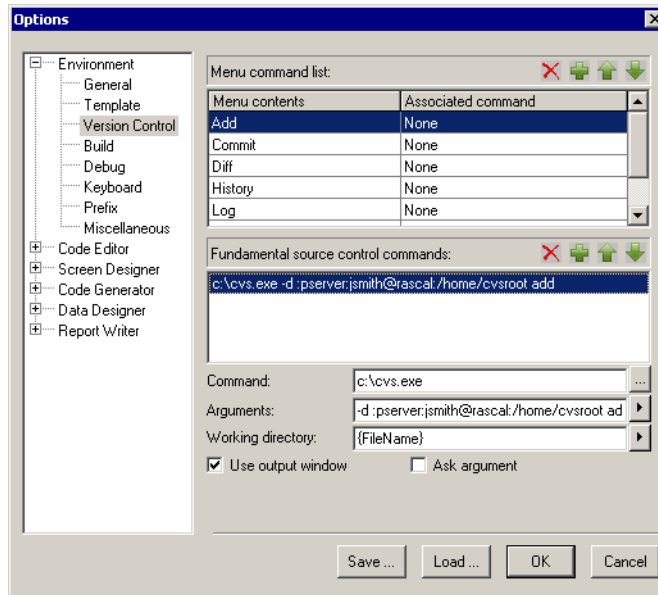 Options
Environment
General
Template
Version Control
Build
Debug
Keyboard
Prefix
Miscellaneous
Code Editor
Screen Designer
Code Generator
Data Designer
Report Writer
Menu command list:
Menu contents Associated command
Add None
Commit None
Diff None
History None
Log None
Fundamental source control commands:
c:\cvs.exe -d :pserver:jsmith@rascal:/home/cvsroot add
Command: c:\cvs.exe ...
Arguments: -d :pserver:jsmith@rascal:/home/cvsroot ad
Working directory: {FileName}
Use output window Ask argument
Save ... Load ... OK Cancel